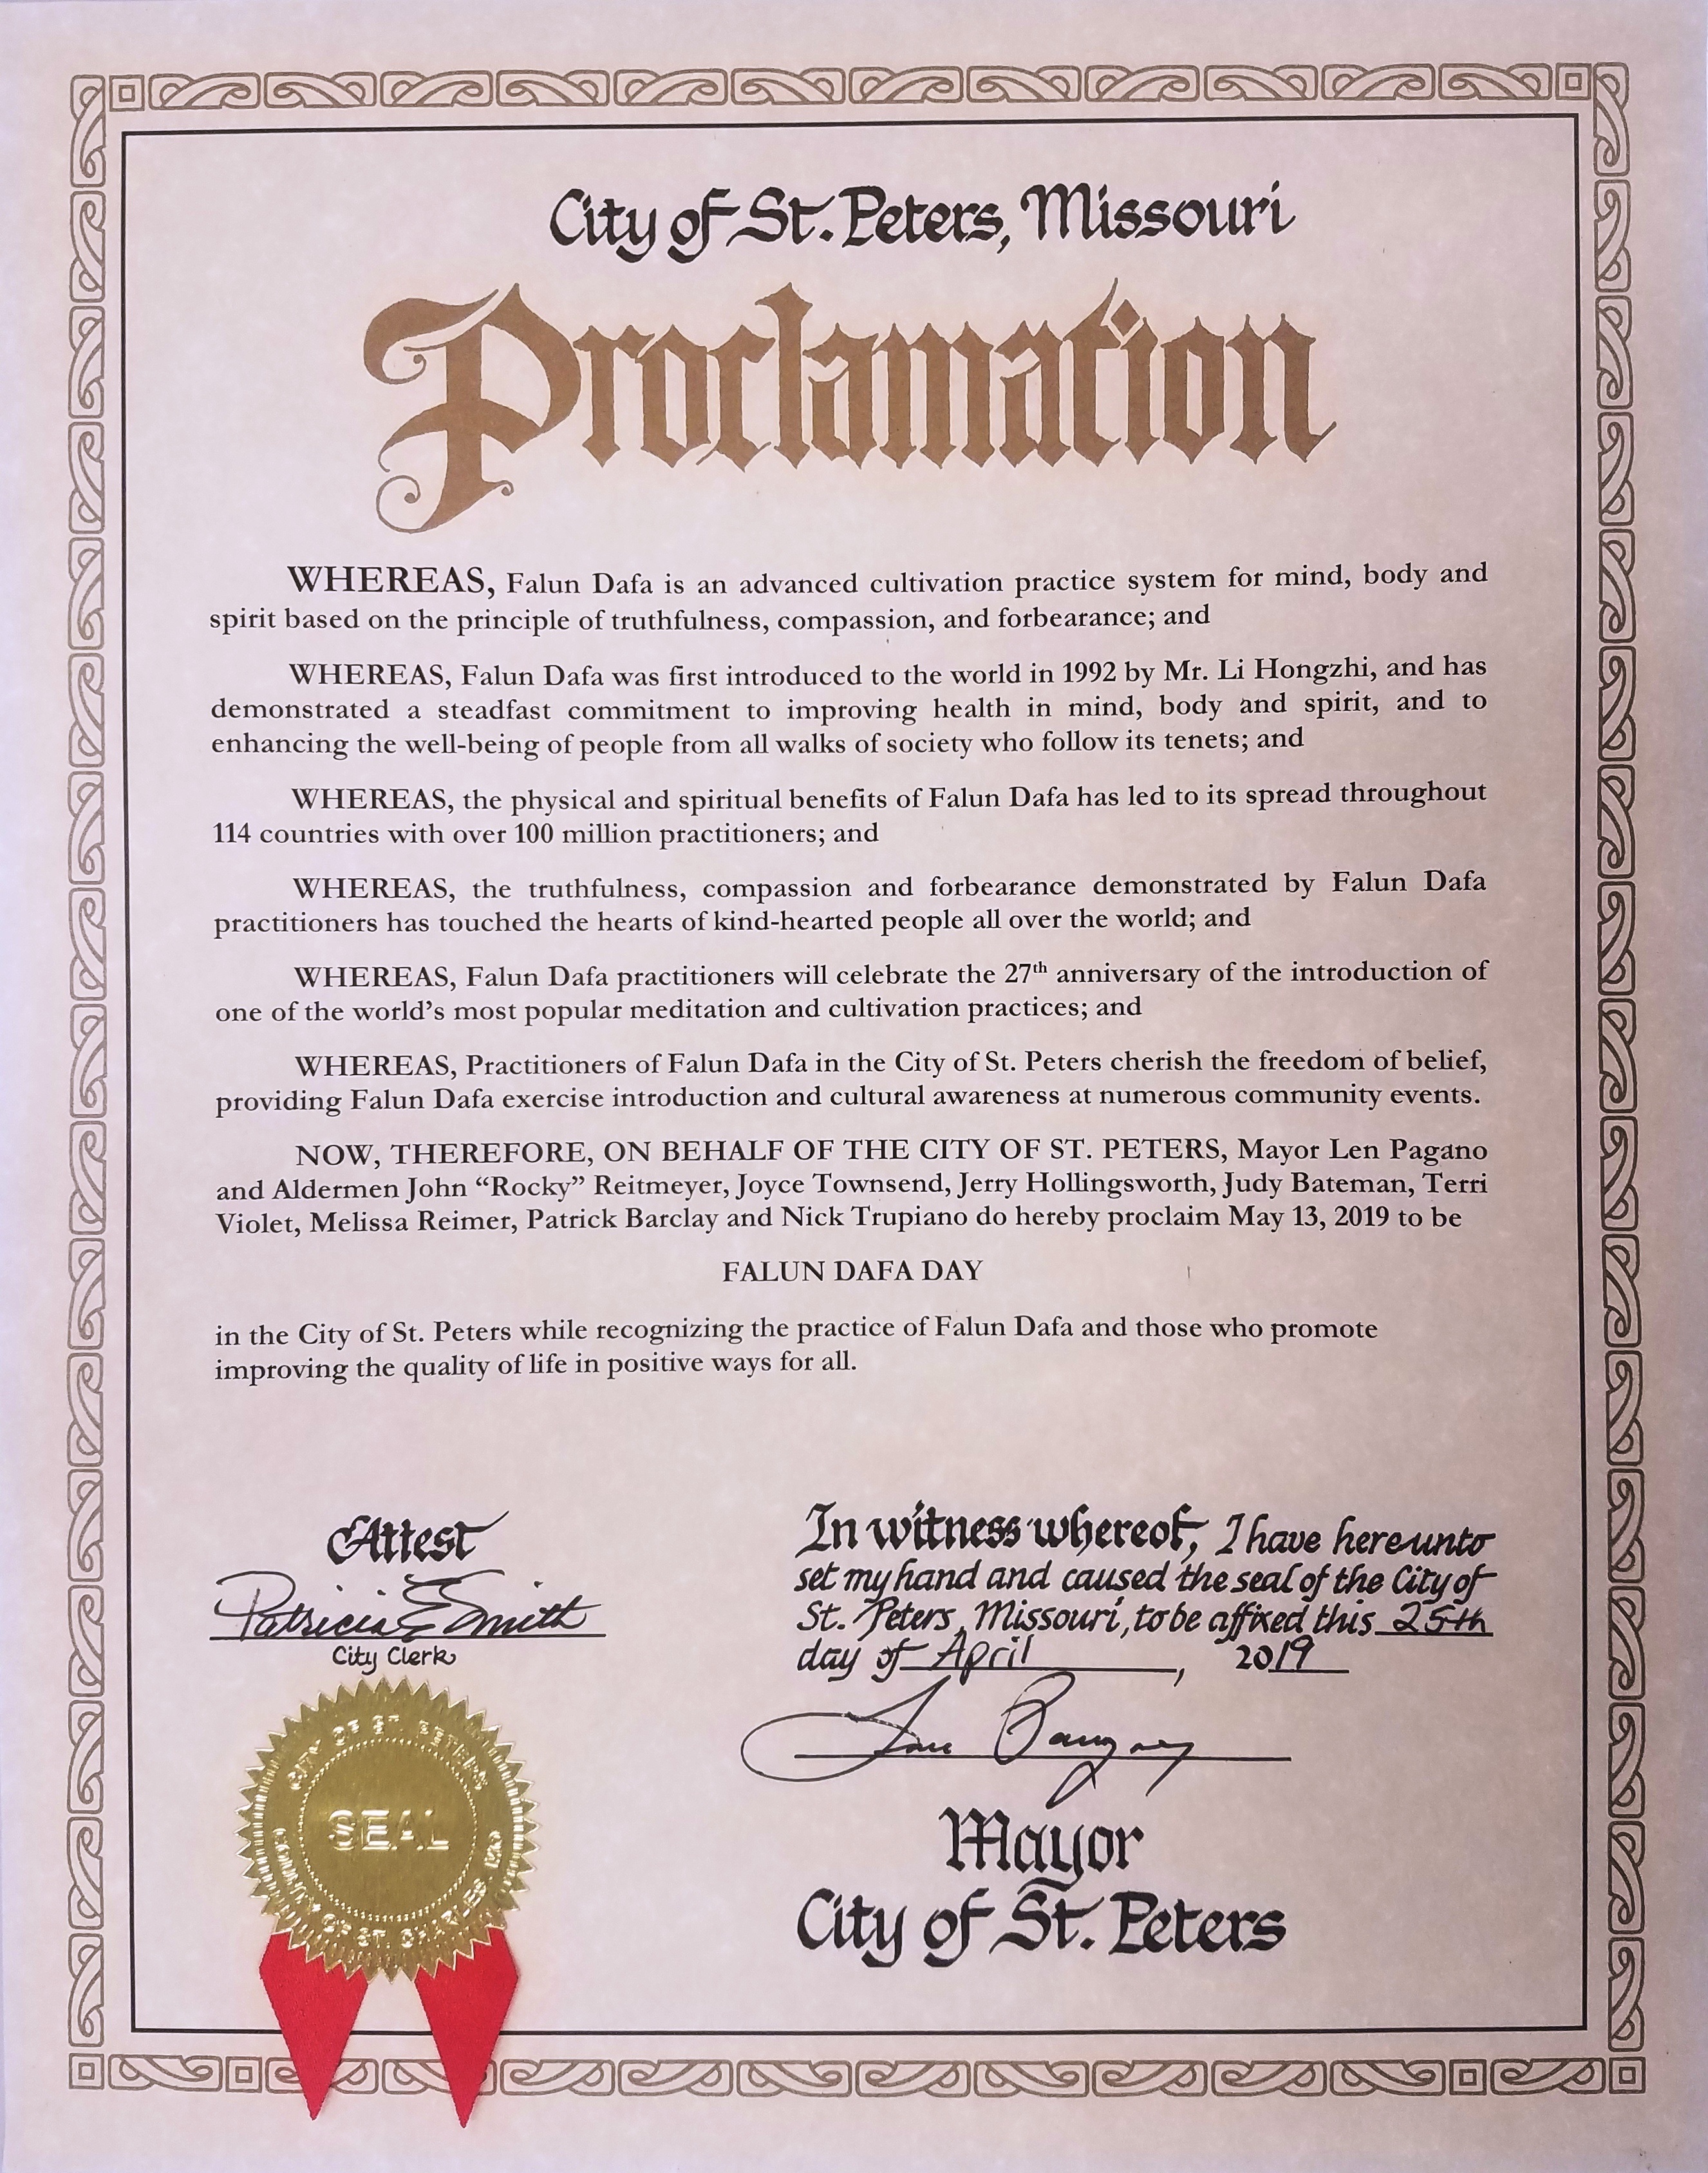 City of St. Peters, Missouri
Proclamation
WHEREAS, Falun Dafa is an advanced cultivation practice system for mind, body and
spirit based on the principle of truthfulness, compassion, and forbearance; and
WHEREAS, Falun Dafa was first introduced to the world in 1992 by Mr. Li Hongzhi, and has
demonstrated a steadfast commitment to improving health in mind, body and spirit, and to
enhancing the well-being of people from all walks of society who follow its tenets; and
WHEREAS, the physical and spiritual benefits of Falun Dafa has led to its spread throughout
114 countries with over 100 million practitioners; and
WHEREAS, the truthfulness, compassion and forbearance demonstrated by Falun Dafa
practitioners has touched the hearts of kind-hearted people all over the world; and
WHEREAS, Falun Dafa practitioners will celebrate the 27th anniversary of the introduction of
one of the world's most popular meditation and cultivation practices; and
WHEREAS, Practitioners of Falun Dafa in the City of St. Peters cherish the freedom of belief,
providing Falun Dafa exercise introduction and cultural awareness at numerous community events.
NOW, THEREFORE, ON BEHALF OF THE CITY OF ST. PETERS, Mayor Len Pagano
and Aldermen John “Rocky” Reitmeyer, Joyce Townsend, Jerry Hollingsworth, Judy Bateman, Terri
Violet, Melissa Reimer, Patrick Barclay and Nick Trupiano do hereby proclaim May 13, 2019 to be
FALUN DAFA DAY
in the City of St. Peters while recognizing the practice of Falun Dafa and those who promote
improving the quality of life in positive ways for all.
Attest
Patricia E Smith
City Clerk
In witness whereof, I have hereunto
set my hand and caused the seal of the City of
St. Peters, Missouri, to be affixed this 25th
day of April, 2019
Mayor
City of St. Peters
CITY OF ST. PETERS
SEAL
COUNTY OF ST. CHARLES MO